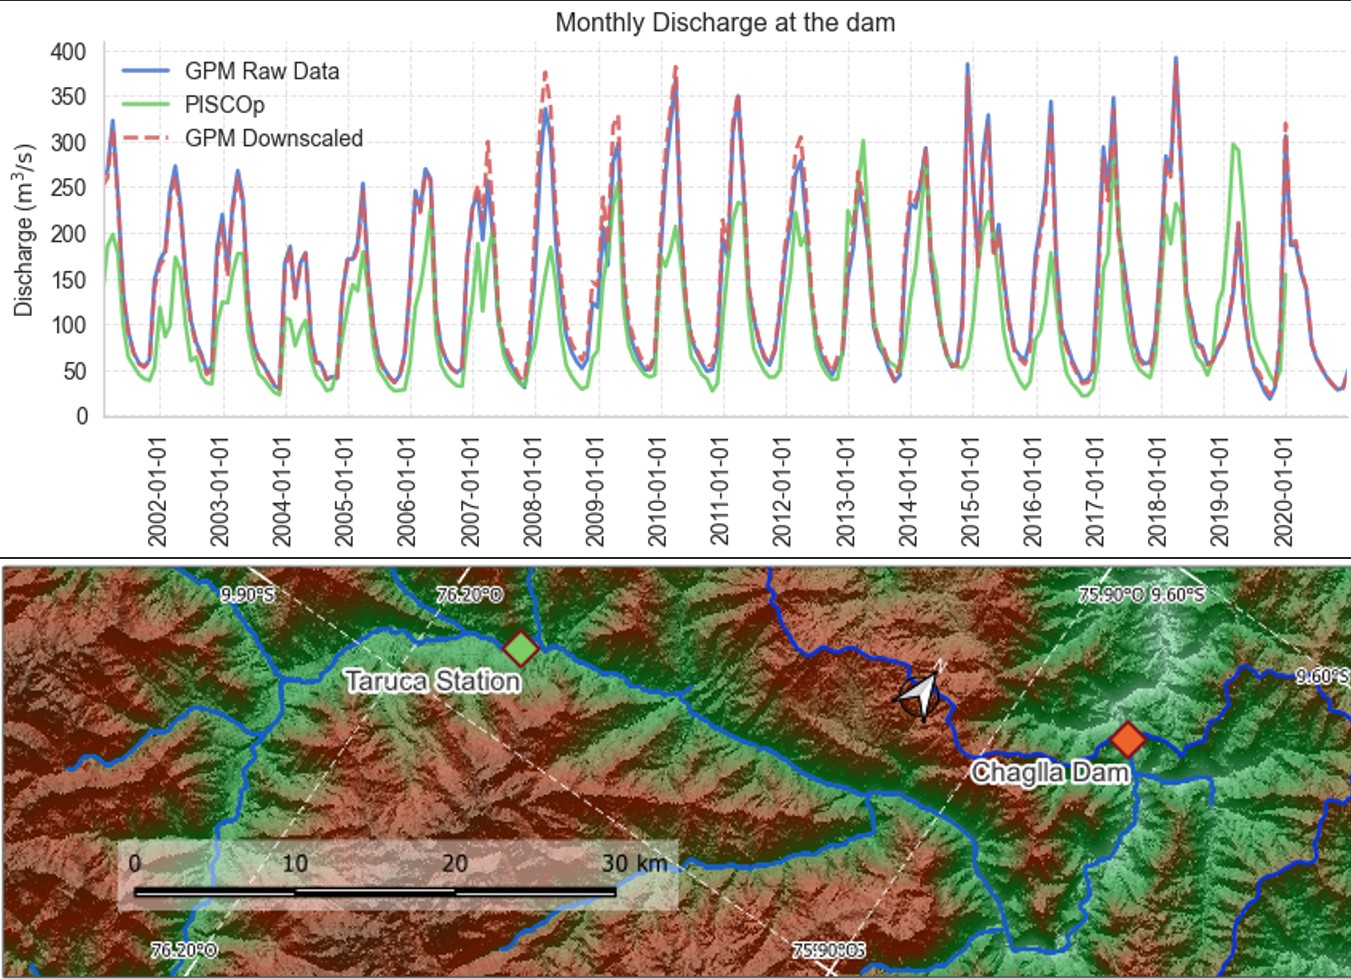 Monthly Discharge at the dam
400
350
300
250
200
150
100
50
0
Discharge (m³/s)
GPM Raw Data
PISCOp
GPM Downscaled
2002-01-01
2003-01-01
2004-01-01
2005-01-01
2006-01-01
2007-01-01
2008-01-01
2009-01-01
2010-01-01
2011-01-01
2012-01-01
2013-01-01
2014-01-01
2015-01-01
2016-01-01
2017-01-01
2018-01-01
2019-01-01
2020-01-01
9.90°S
76.20°O
75.90°O 9.60°S
Taruca Station
9.60°S
Chaglla Dam
0 10 20 30 km
76.20°O